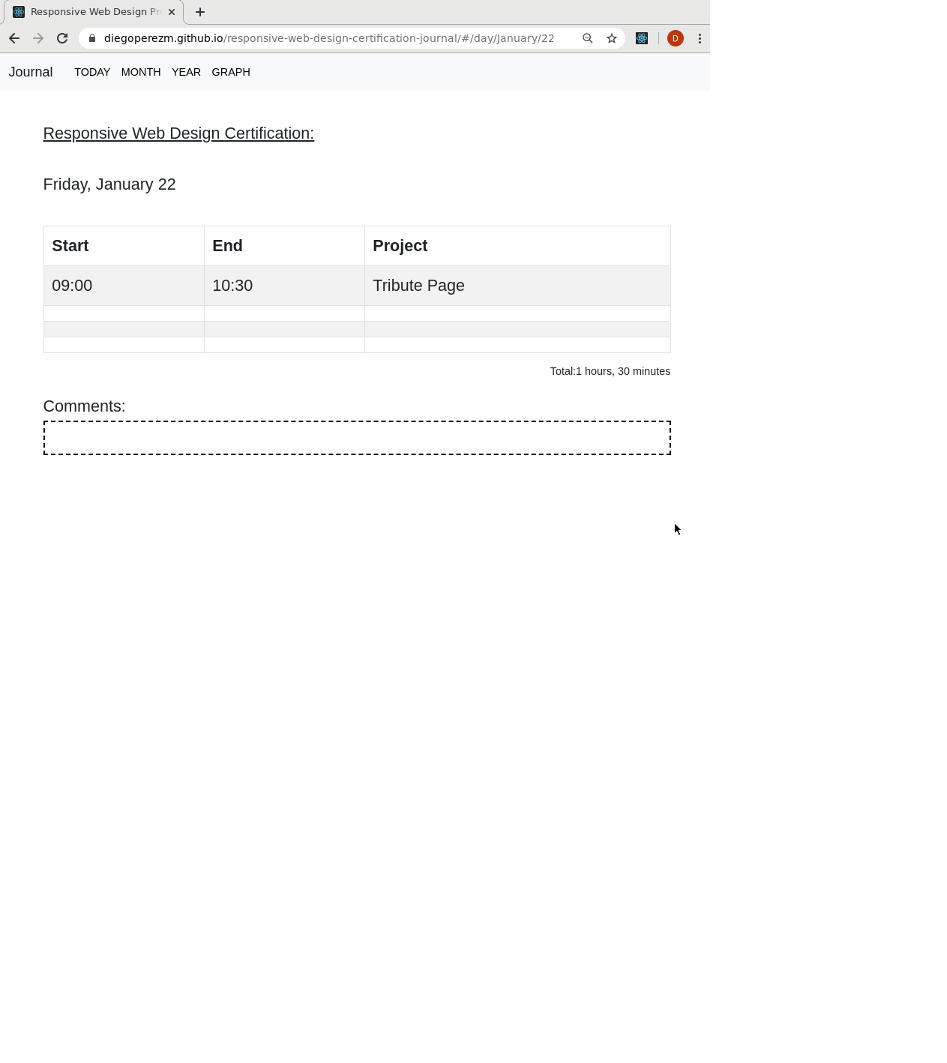 Responsive Web Design Pr
diegoperezm.github.io/responsive-web-design-certification-journal/#/day/January/22
D
Journal TODAY MONTH YEAR GRAPH
Responsive Web Design Certification:
Friday, January 22
Start End Project
09:00 10:30 Tribute Page
Total:1 hours, 30 minutes
Comments: